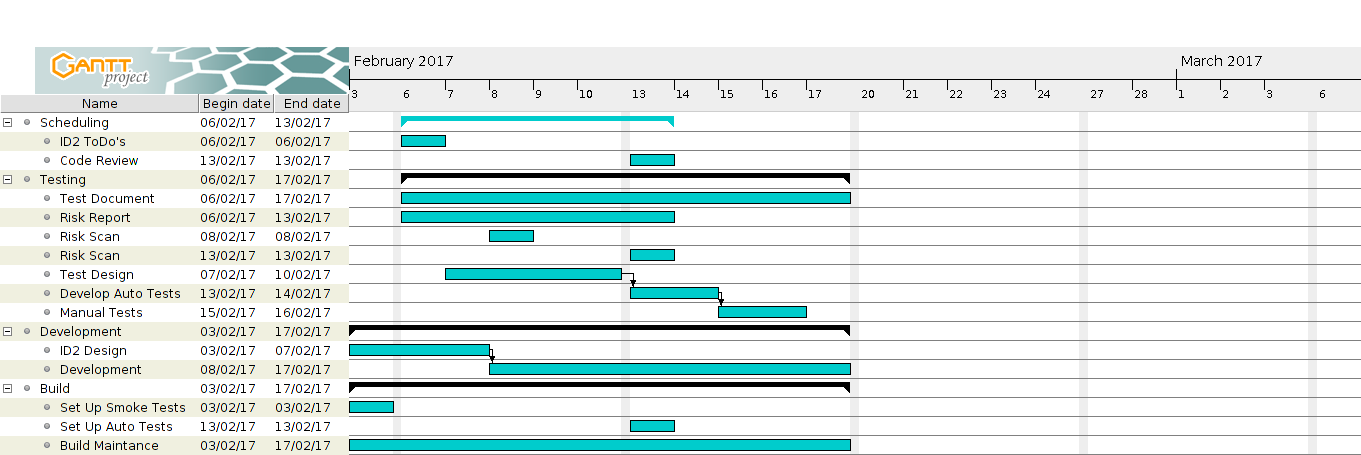 GANTT
project
February 2017 March 2017
3 6 7 8 9 10 13 14 15 16 17 20 21 22 23 24 27 28 1 2 3 6
Name Begin date End date
Scheduling 06/02/17 13/02/17
ID2 ToDo's 06/02/17 06/02/17
Code Review 13/02/17 13/02/17
Testing 06/02/17 17/02/17
Test Document 06/02/17 17/02/17
Risk Report 06/02/17 13/02/17
Risk Scan 08/02/17 08/02/17
Risk Scan 13/02/17 13/02/17
Test Design 07/02/17 10/02/17
Develop Auto Tests 13/02/17 14/02/17
Manual Tests 15/02/17 16/02/17
Development 03/02/17 17/02/17
ID2 Design 03/02/17 07/02/17
Development 08/02/17 17/02/17
Build 03/02/17 17/02/17
Set Up Smoke Tests 03/02/17 03/02/17
Set Up Auto Tests 13/02/17 13/02/17
Build Maintance 03/02/17 17/02/17